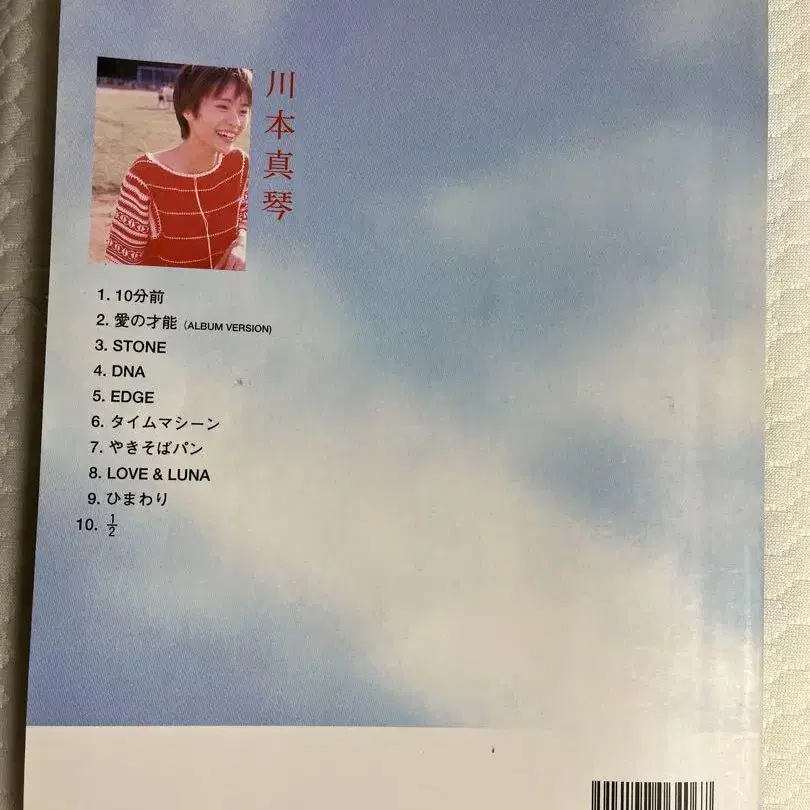 川本真琴
1. 10分前
2. 愛の才能 (ALBUM VERSION)
3. STONE
4. DNA
5. EDGE
6. タイムマシーン
7. やきそばパン
8. LOVE & LUNA
9. ひまわり
10. 1/2